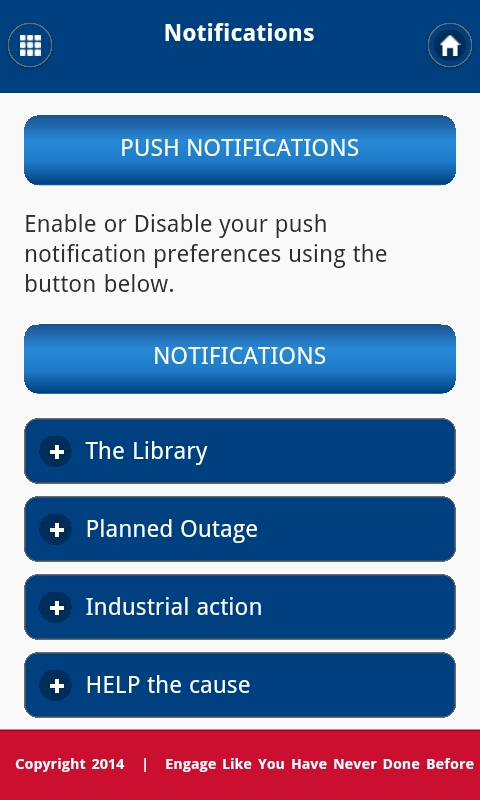 Notifications
PUSH NOTIFICATIONS
Enable or Disable your push
notification preferences using the
button below.
NOTIFICATIONS
The Library
Planned Outage
Industrial action
HELP the cause
Copyright 2014 | Engage Like You Have Never Done Before